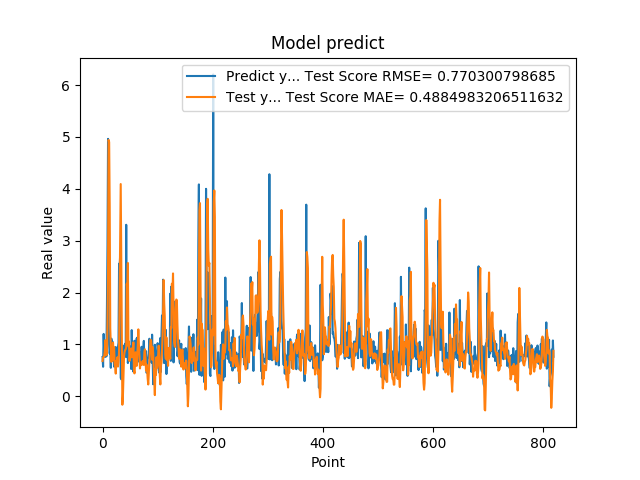 Model predict
Predict y... Test Score RMSE= 0.770300798685
Test y... Test Score MAE= 0.4884983206511632
Real value
6
5
4
3
2
1
0
0 200 400 600 800
Point